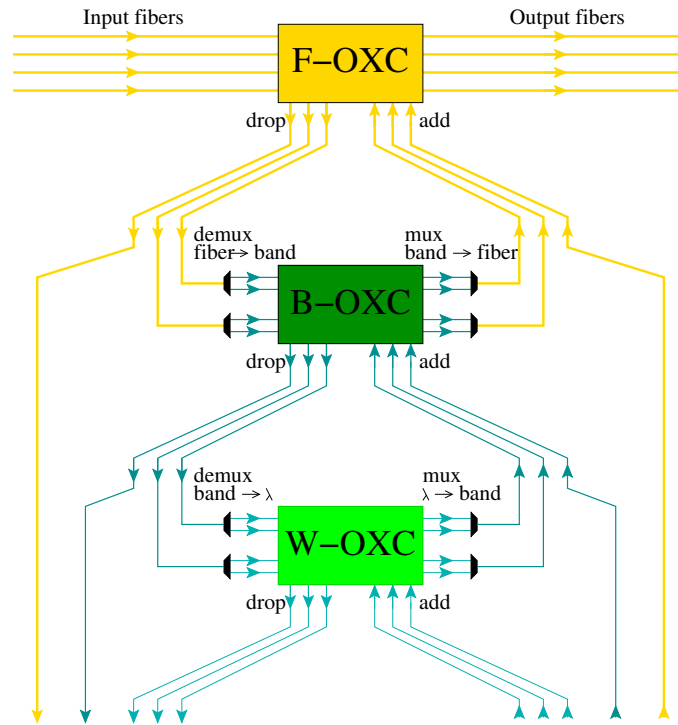 Input fibers
Output fibers
F–OXC
drop
add
demux
fiber → band
mux
band → fiber
B–OXC
drop
add
demux
band → λ
mux
λ → band
W–OXC
drop
add